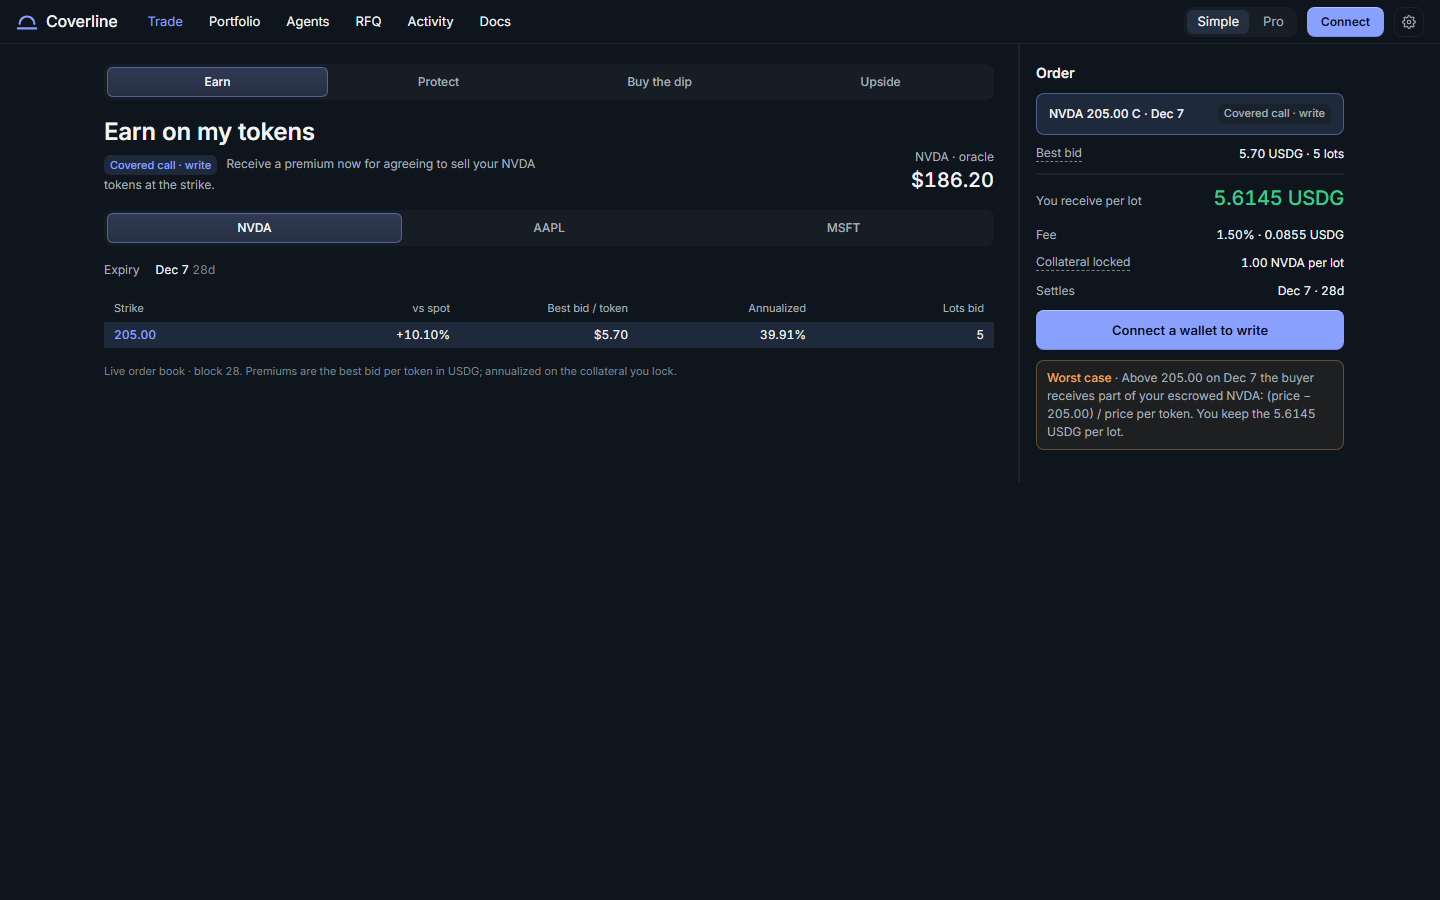 Coverline Trade Portfolio Agents RFQ Activity Docs Simple Pro Connect
Earn Protect Buy the dip Upside
Earn on my tokens
Covered call · write Receive a premium now for agreeing to sell your NVDA
tokens at the strike.
NVDA · oracle
$186.20
NVDA AAPL MSFT
Expiry Dec 7 28d
Strike vs spot Best bid / token Annualized Lots bid
205.00 +10.10% $5.70 39.91% 5
Live order book · block 28. Premiums are the best bid per token in USDG; annualized on the collateral you lock.
Order
NVDA 205.00 C · Dec 7 Covered call · write
Best bid 5.70 USDG · 5 lots
You receive per lot 5.6145 USDG
Fee 1.50% · 0.0855 USDG
Collateral locked 1.00 NVDA per lot
Settles Dec 7 · 28d
Connect a wallet to write
Worst case · Above 205.00 on Dec 7 the buyer
receives part of your escrowed NVDA: (price −
205.00) / price per token. You keep the 5.6145
USDG per lot.